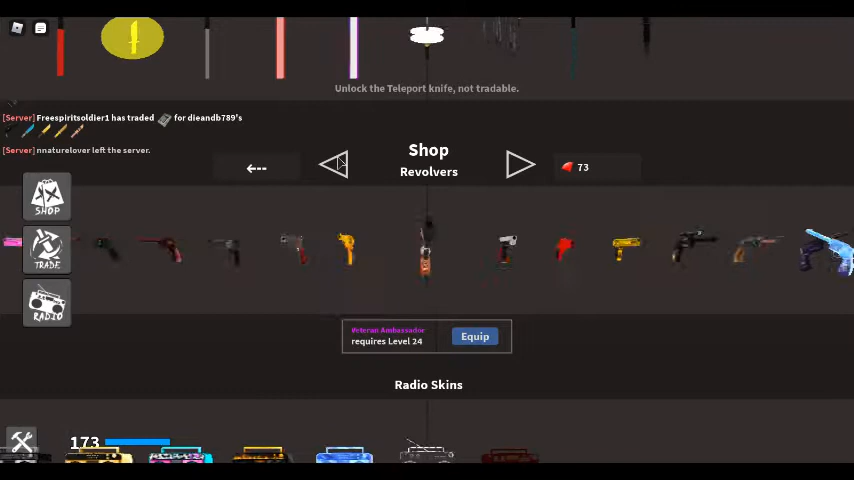 Unlock the Teleport knife, not tradable.
[Server] Freespiritsoldier1 has traded for dieandb789's
[Server] nnaturelover left the server.
Shop
Revolvers
73
SHOP
TRADE
RADIO
Veteran Ambassador
requires Level 24
Equip
Radio Skins
173